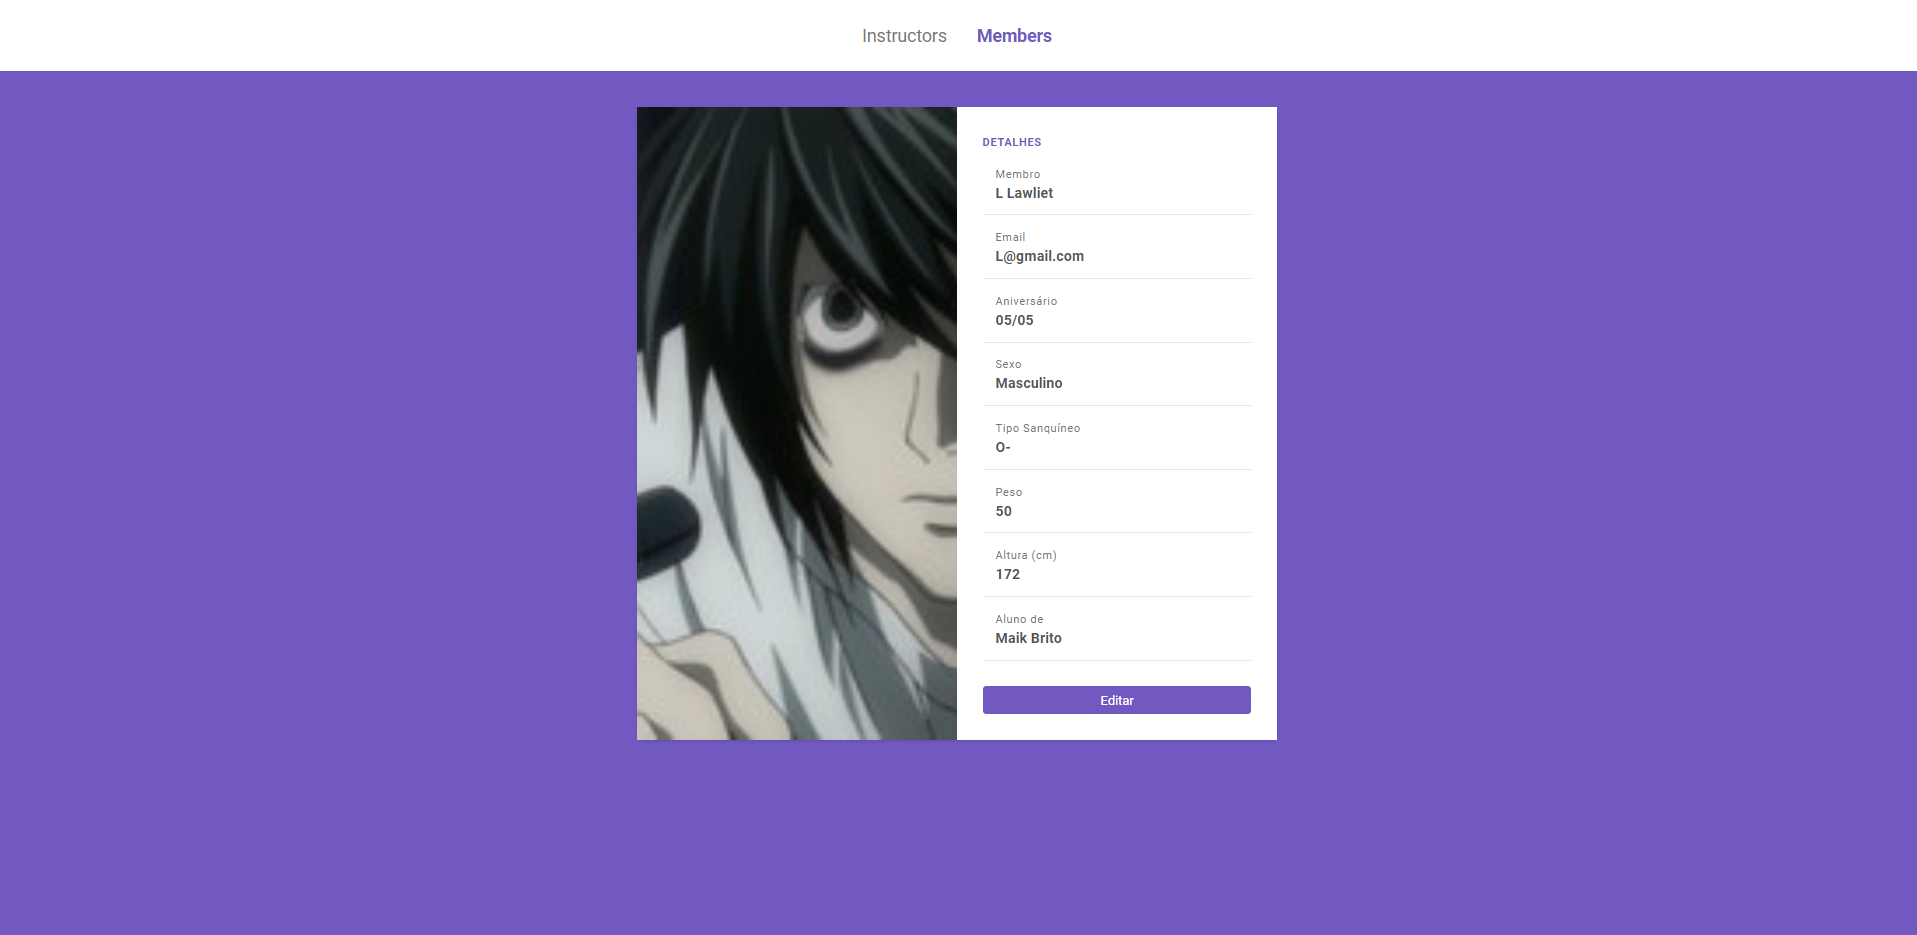 Instructors Members
DETALHES
Membro
L Lawliet
Email
L@gmail.com
Aniversário
05/05
Sexo
Masculino
Tipo Sanquíneo
O-
Peso
50
Altura (cm)
172
Aluno de
Maik Brito
Editar